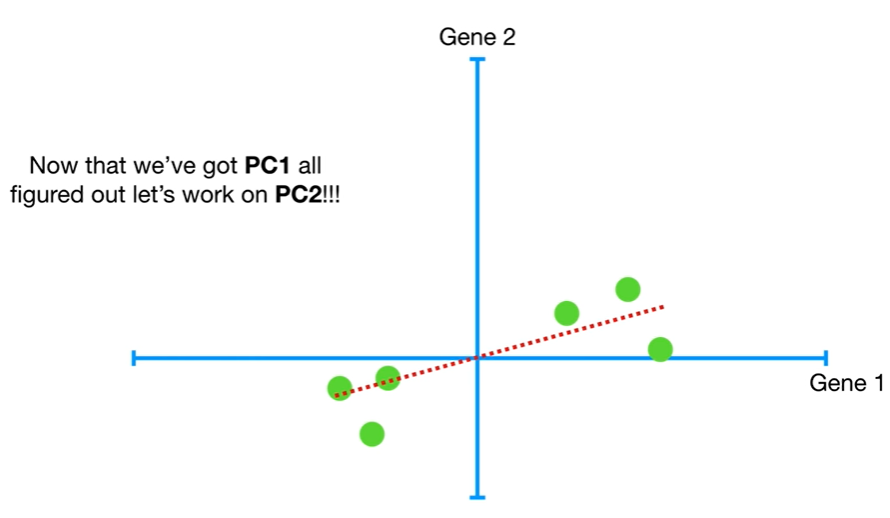 Gene 2
Now that we’ve got PC1 all
figured out let’s work on PC2!!!
Gene 1